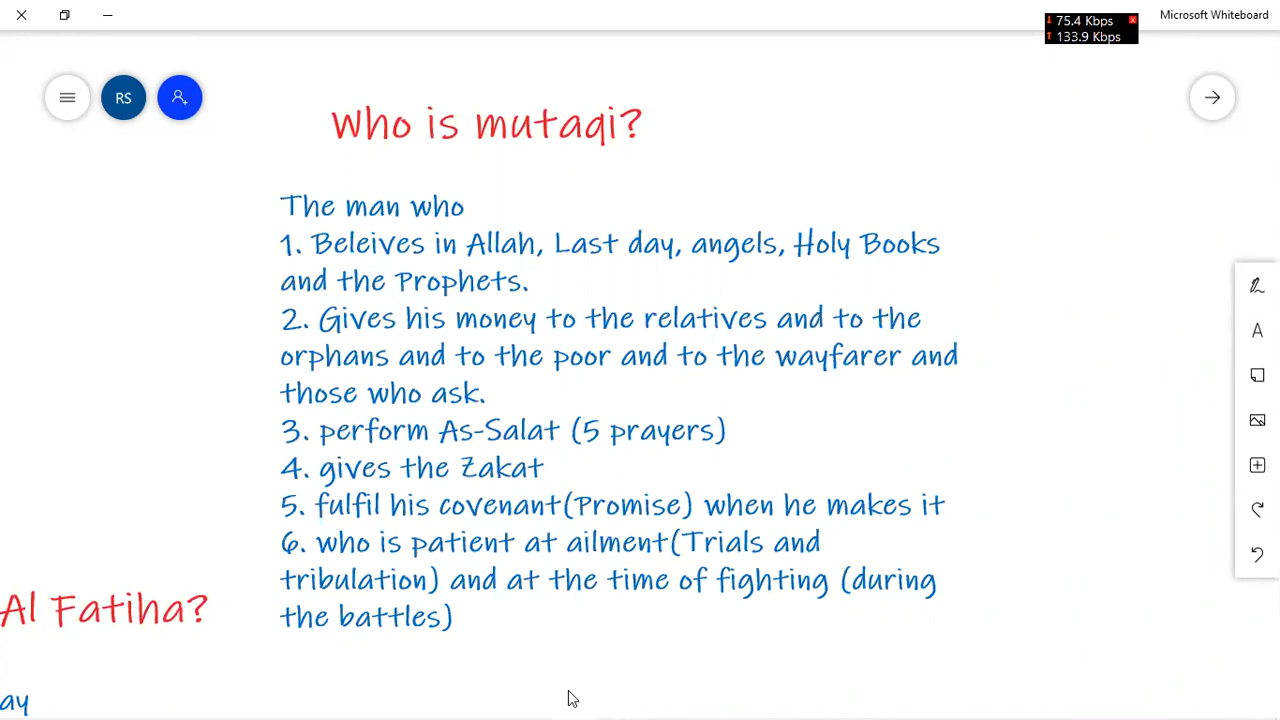 Microsoft Whiteboard
75.4 Kbps
x
133.9 Kbps
RS
Who is mutaqi?
The man who
1. Beleives in Allah, Last day, angels, Holy Books
and the Prophets.
2. Gives his money to the relatives and to the
orphans and to the poor and to the wayfarer and
those who ask.
3. perform As-Salat (5 prayers)
4. gives the Zakat
5. fulfil his covenant(Promise) when he makes it
6. who is patient at ailment(Trials and
tribulation) and at the time of fighting (during
the battles)
Al Fatiha?
ay
A